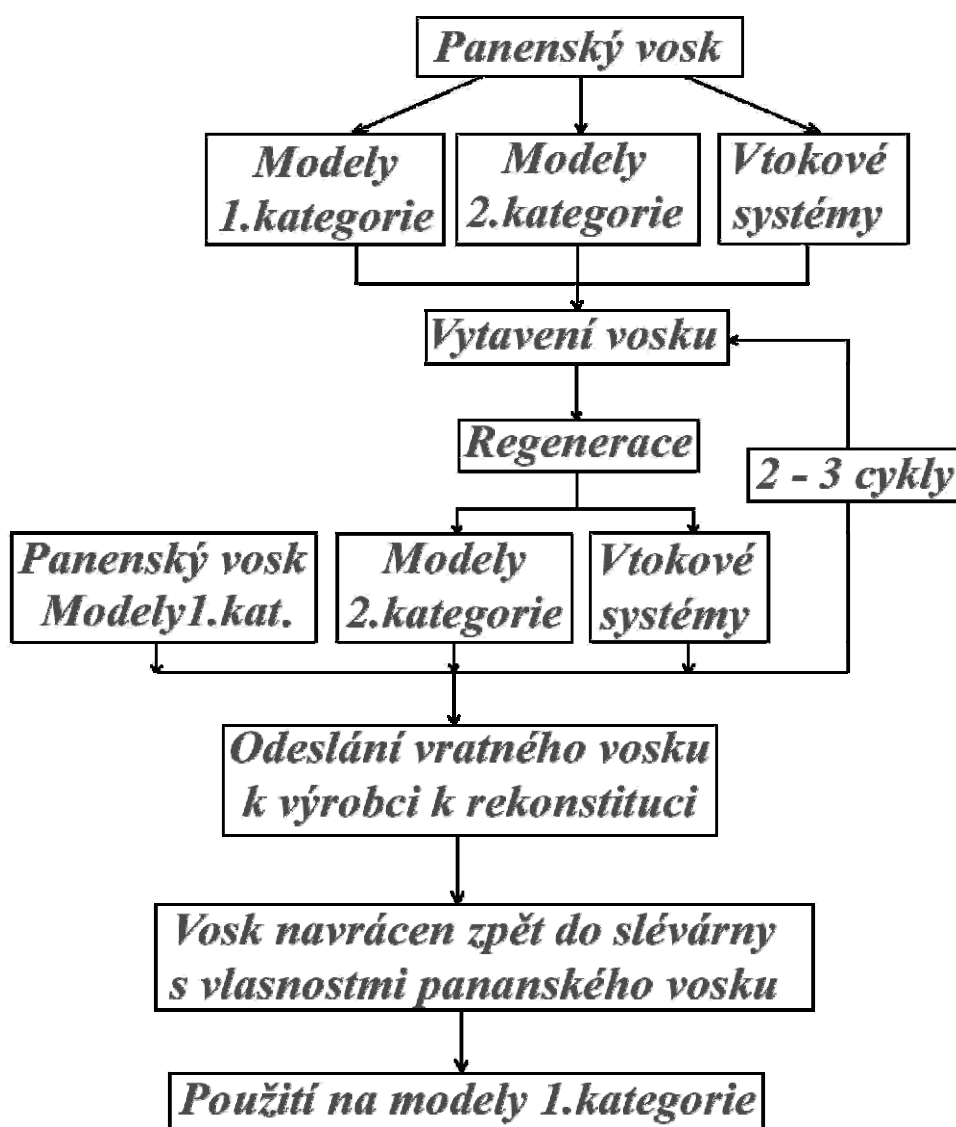 Panenský vosk
Modely
1.kategorie
Modely
2.kategorie
Vtokové
systémy
Vytavení vosku
Regenerace
2 - 3 cykly
Panenský vosk
Modely1.kat.
Modely
2.kategorie
Vtokové
systémy
Odeslání vratného vosku
k výrobci k rekonstituci
Vosk navrácen zpět do slévárny
s vlasnostmi pananského vosku
Použití na modely 1.kategorie